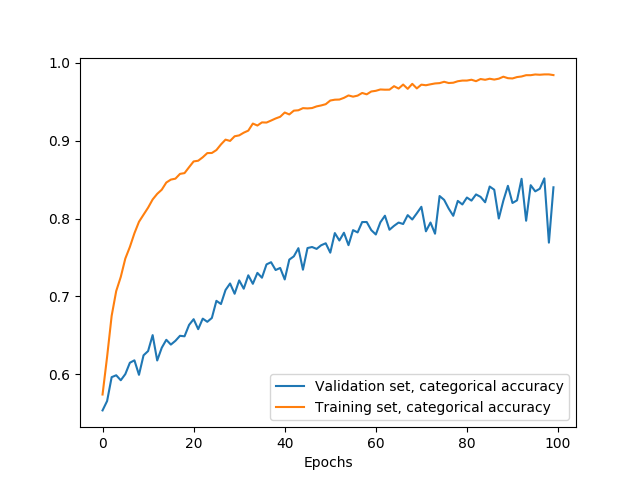 1.0
0.9
0.8
0.7
0.6
Validation set, categorical accuracy
Training set, categorical accuracy
0 20 40 60 80 100
Epochs